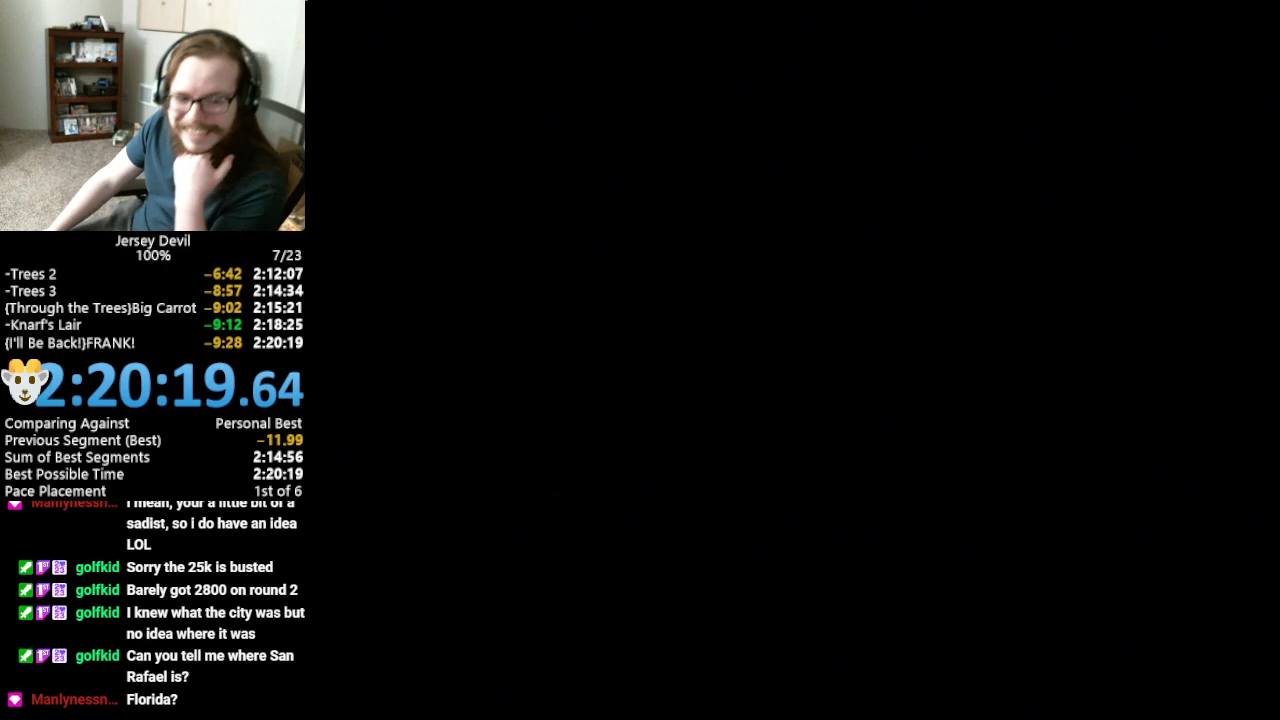 Jersey Devil
100% 7/23
-Trees 2 −6:42 2:12:07
-Trees 3 −8:57 2:14:34
{Through the Trees}Big Carrot −9:02 2:15:21
-Knarf's Lair −9:12 2:18:25
{I'll Be Back!}FRANK! −9:28 2:20:19
2:20:19.64
Comparing Against Personal Best
Previous Segment (Best) −11.99
Sum of Best Segments 2:14:56
Best Possible Time 2:20:19
Pace Placement 1st of 6
Manlynessn... I mean, your a little bit of a
sadist, so i do have an idea
LOL
golfkid Sorry the 25k is busted
golfkid Barely got 2800 on round 2
golfkid I knew what the city was but
no idea where it was
golfkid Can you tell me where San
Rafael is?
Manlynessn... Florida?